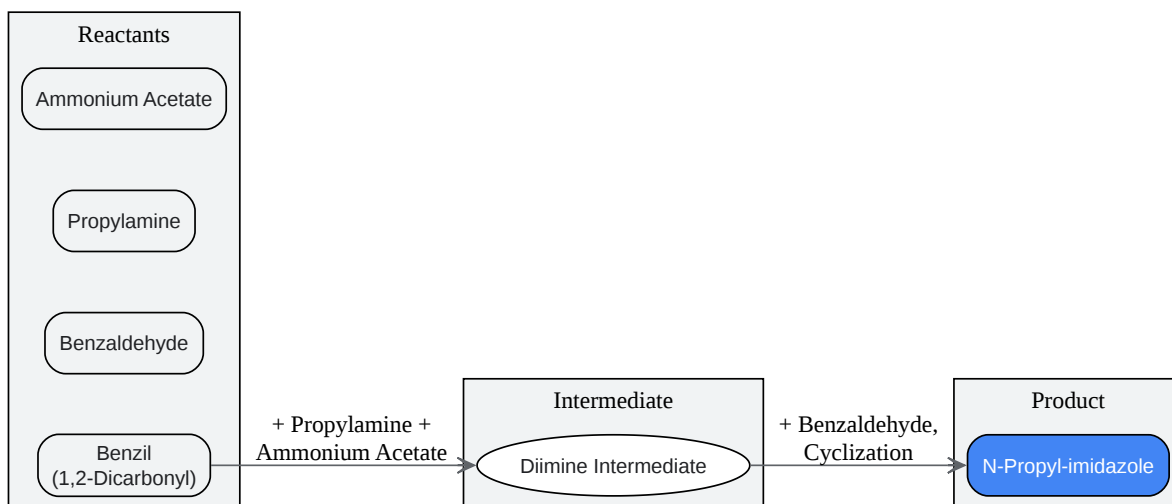 Reactants
Ammonium Acetate
Propylamine
Benzaldehyde
Benzil
(1,2-Dicarbonyl)
+ Propylamine +
Ammonium Acetate
Intermediate
Diimine Intermediate
+ Benzaldehyde,
Cyclization
Product
N-Propyl-imidazole